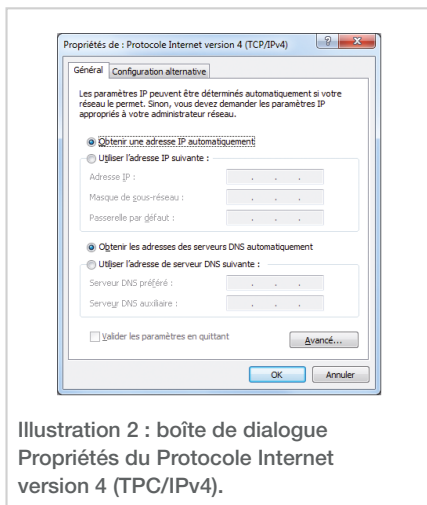 Propriétés de : Protocole Internet version 4 (TCP/IPv4)
Général
Configuration alternative
Les paramètres IP peuvent être déterminés automatiquement si votre
réseau le permet. Sinon, vous devez demander les paramètres IP
appropriés à votre administrateur réseau.
Obtenir une adresse IP automatiquement
Utiliser l'adresse IP suivante :
Adresse IP :
Masque de sous-réseau :
Passerelle par défaut :
Obtenir les adresses des serveurs DNS automatiquement
Utiliser l'adresse de serveur DNS suivante :
Serveur DNS préféré :
Serveur DNS auxiliaire :
Valider les paramètres en quittant
Avancé...
OK
Annuler
Illustration 2 : boîte de dialogue
Propriétés du Protocole Internet
version 4 (TPC/IPv4).